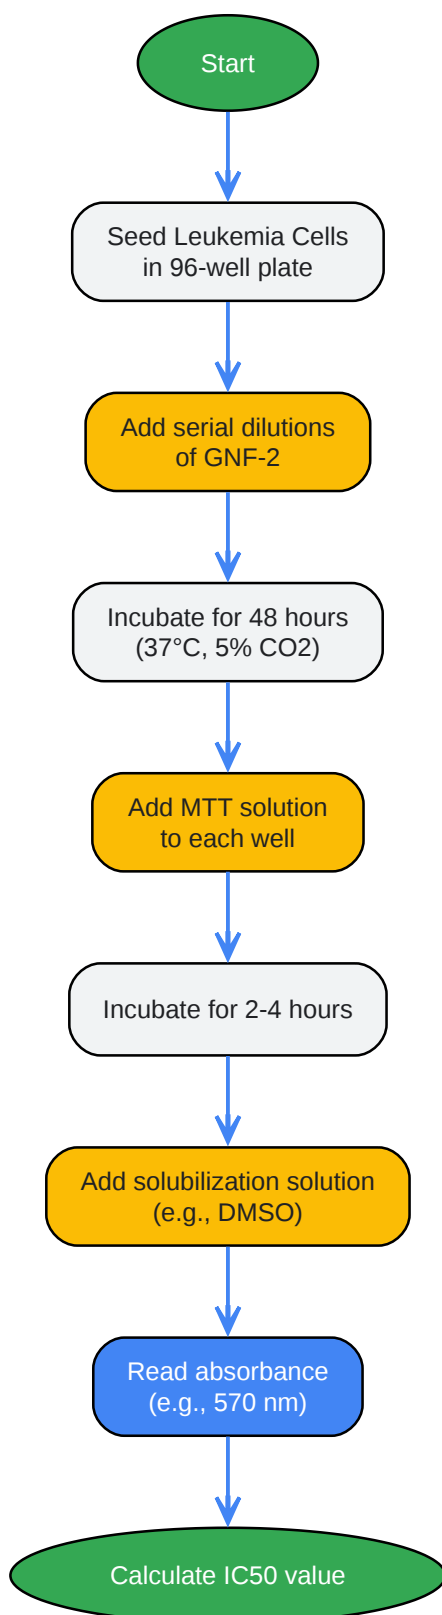 Start
Seed Leukemia Cells
in 96-well plate
Add serial dilutions
of GNF-2
Incubate for 48 hours
(37°C, 5% CO2)
Add MTT solution
to each well
Incubate for 2-4 hours
Add solubilization solution
(e.g., DMSO)
Read absorbance
(e.g., 570 nm)
Calculate IC50 value